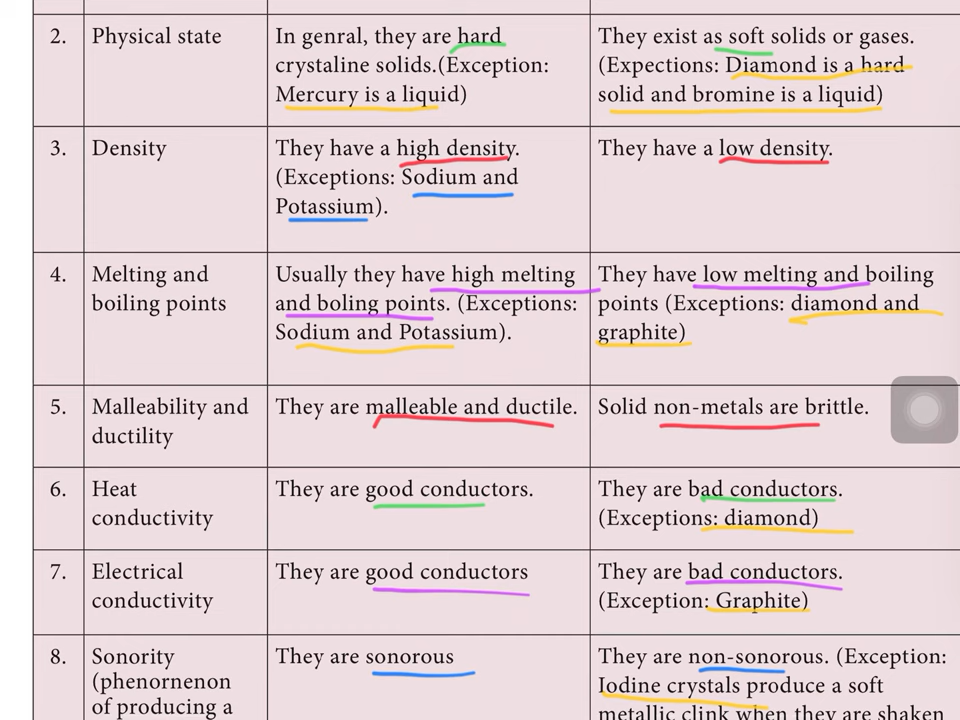 2. Physical state In genral, they are hard They exist as soft solids or gases.
crystaline solids.(Exception: (Expections: Diamond is a hard
Mercury is a liquid) solid and bromine is a liquid)
3. Density They have a high density. They have a low density.
(Exceptions: Sodium and
Potassium).
4. Melting and Usually they have high melting They have low melting and boiling
boiling points and boling points. (Exceptions: points (Exceptions: diamond and
Sodium and Potassium). graphite)
5. Malleability and They are malleable and ductile. Solid non-metals are brittle.
ductility
6. Heat They are good conductors. They are bad conductors.
conductivity (Exceptions: diamond)
7. Electrical They are good conductors They are bad conductors.
conductivity (Exception: Graphite)
8. Sonority They are sonorous They are non-sonorous. (Exception:
(phenornenon Iodine crystals produce a soft
of producing a metallic clink when they are shaken